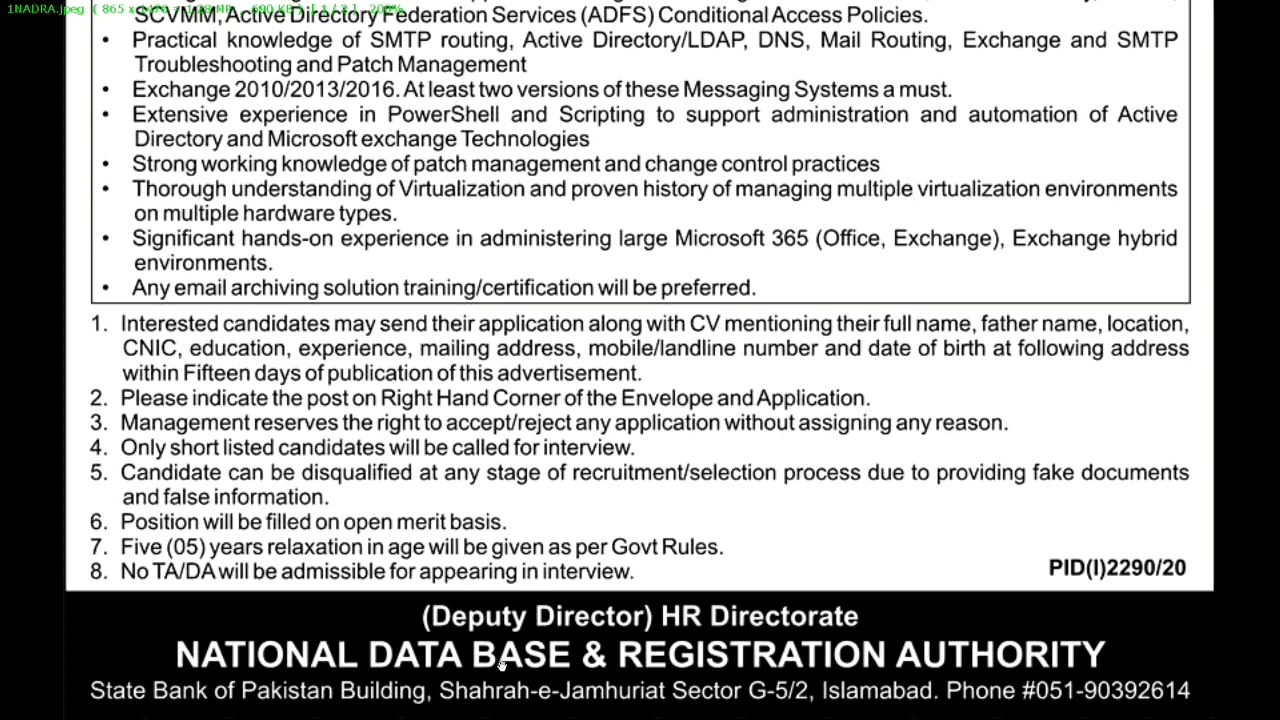 1NADRA.jpeg ( 865 x
SCVMM, Active Directory Federation Services (ADFS) Conditional Access Policies.
• Practical knowledge of SMTP routing, Active Directory/LDAP, DNS, Mail Routing, Exchange and SMTP
Troubleshooting and Patch Management
• Exchange 2010/2013/2016. At least two versions of these Messaging Systems a must.
• Extensive experience in PowerShell and Scripting to support administration and automation of Active
Directory and Microsoft exchange Technologies
• Strong working knowledge of patch management and change control practices
• Thorough understanding of Virtualization and proven history of managing multiple virtualization environments
on multiple hardware types.
• Significant hands-on experience in administering large Microsoft 365 (Office, Exchange), Exchange hybrid
environments.
• Any email archiving solution training/certification will be preferred.
1. Interested candidates may send their application along with CV mentioning their full name, father name, location,
CNIC, education, experience, mailing address, mobile/landline number and date of birth at following address
within Fifteen days of publication of this advertisement.
2. Please indicate the post on Right Hand Corner of the Envelope and Application.
3. Management reserves the right to accept/reject any application without assigning any reason.
4. Only short listed candidates will be called for interview.
5. Candidate can be disqualified at any stage of recruitment/selection process due to providing fake documents
and false information.
6. Position will be filled on open merit basis.
7. Five (05) years relaxation in age will be given as per Govt Rules.
8. No TA/DA will be admissible for appearing in interview.
PID(I)2290/20
(Deputy Director) HR Directorate
NATIONAL DATA BASE & REGISTRATION AUTHORITY
State Bank of Pakistan Building, Shahrah-e-Jamhuriat Sector G-5/2, Islamabad. Phone #051-90392614